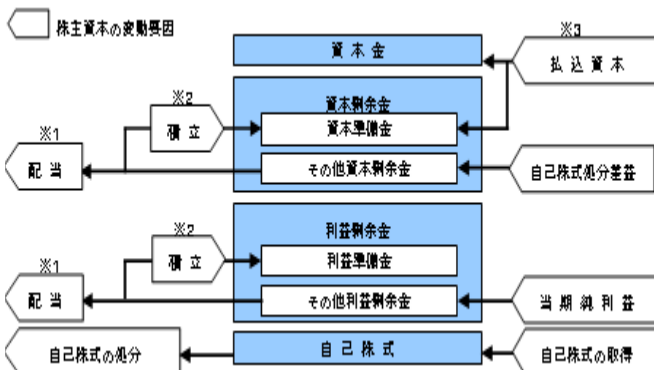 株主資本の変動要因
※3
資本金
払込資本
資本剰余金
※2
積立
資本準備金
※1
配当
その他資本剰余金
自己株式処分差益
利益剰余金
※2
積立
利益準備金
※1
配当
その他利益剰余金
当期純利益
自己株式の処分
自己株式
自己株式の取得